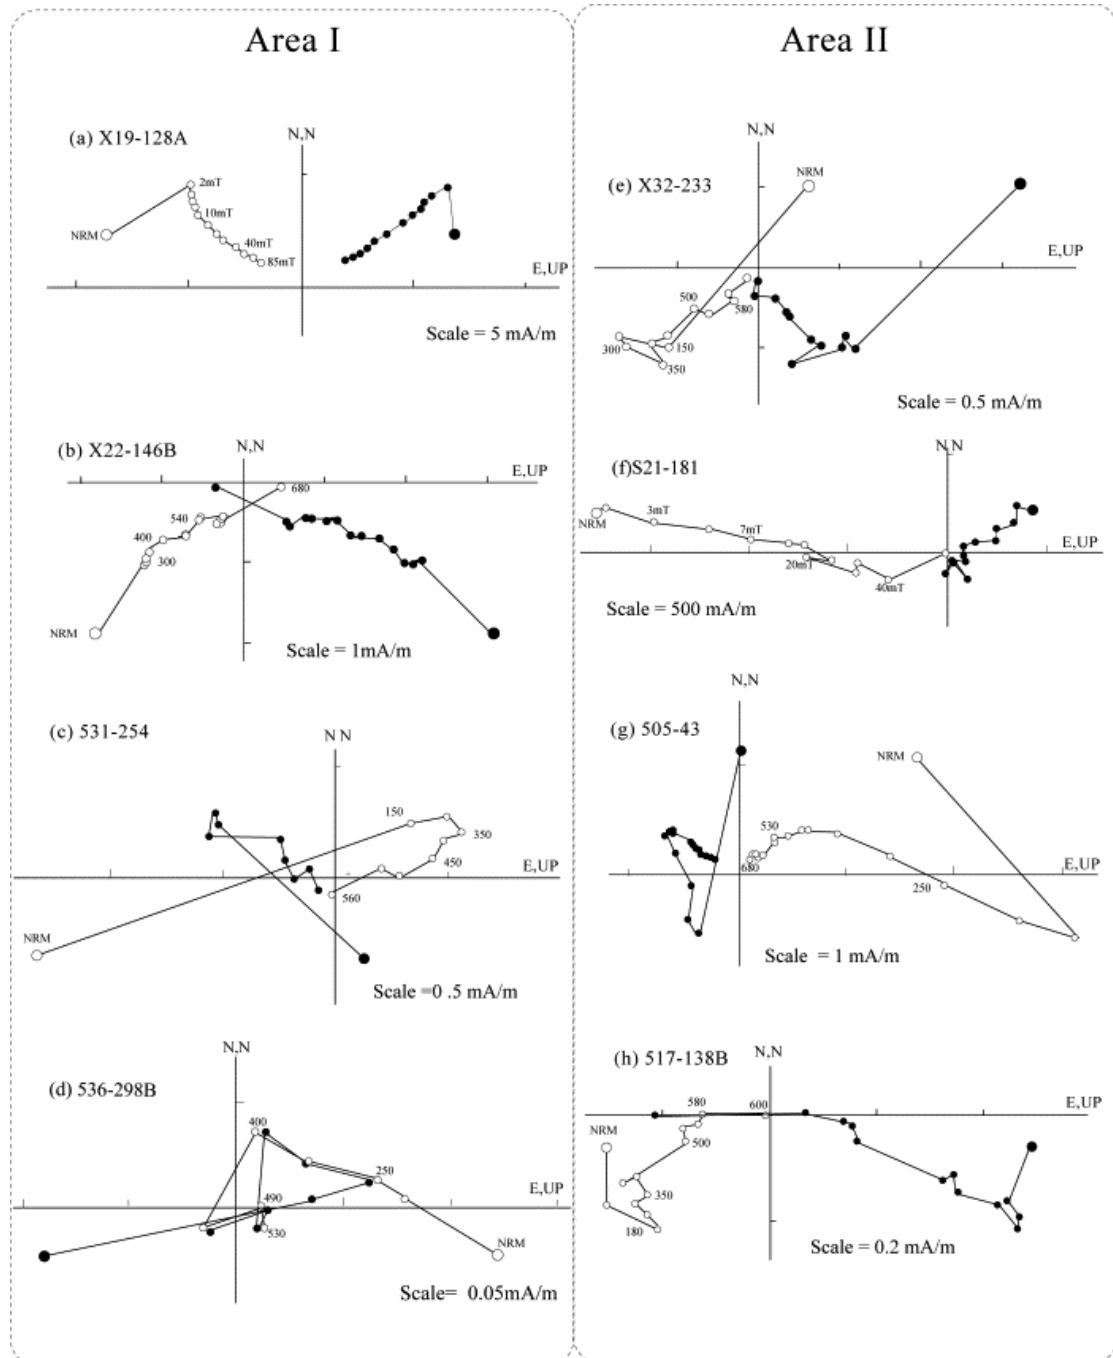 Area I
(a) X19-128A
N,N
2mT
10mT
NRM
40mT
85mT
E,UP
Scale = 5 mA/m
(b) X22-146B
N,N
E,UP
680
540
400
300
NRM
Scale = 1mA/m
(c) 531-254
N N
150
350
450
E,UP
560
NRM
Scale =0 .5 mA/m
(d) 536-298B
N,N
400
250
E,UP
490
530
NRM
Scale= 0.05mA/m
Area II
N,N
(e) X32-233
NRM
500
580
300
150
350
Scale = 0.5 mA/m
N,N
E,UP
(f)S21-181
NRM
3mT
7mT
20mT
40mT
Scale = 500 mA/m
N,N
(g) 505-43
NRM
530
E,UP
680
250
Scale = 1 mA/m
(h) 517-138B
N,N
580
600
E,UP
NRM
500
350
180
Scale = 0.2 mA/m